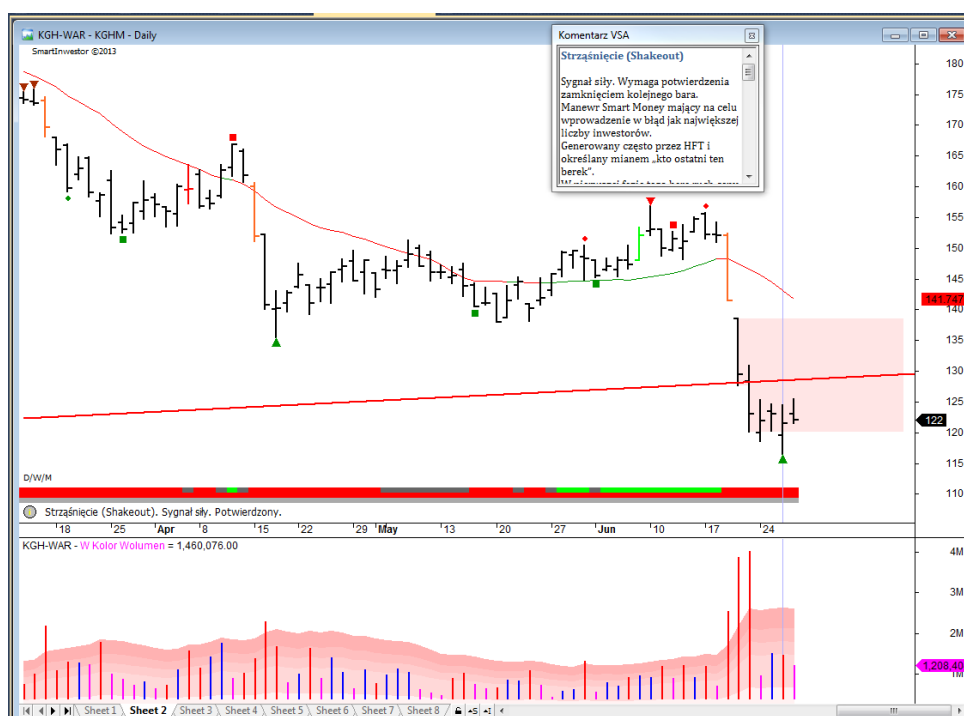 KGH-WAR - KGHM - Daily
SmartInwestor ©2013
Komentarz VSA
Strząśnięcie (Shakeout)
Sygnał siły. Wymaga potwierdzenia
zamknięciem kolejnego bara.
Manewr Smart Money mający na celu
wprowadzenie w błąd jak największej
liczby inwestorów.
Generowany często przez HFT i
określany mianem „kto ostatni ten
berek".
180
175
170
165
160
155
150
145
141.747
140
135
130
125
122
120
115
110
D/W/M
Strząśnięcie (Shakeout). Sygnał siły. Potwierdzony.
18 25 Apr 8 15 22 29 May 13 20 27 Jun 10 17 24
KGH-WAR - W Kolor Wolumen = 1,460,076.00
4M
3M
2M
1,208,40
1M
Sheet 1 Sheet 2 Sheet 3 Sheet 4 Sheet 5 Sheet 6 Sheet 7 Sheet 8 +S +I